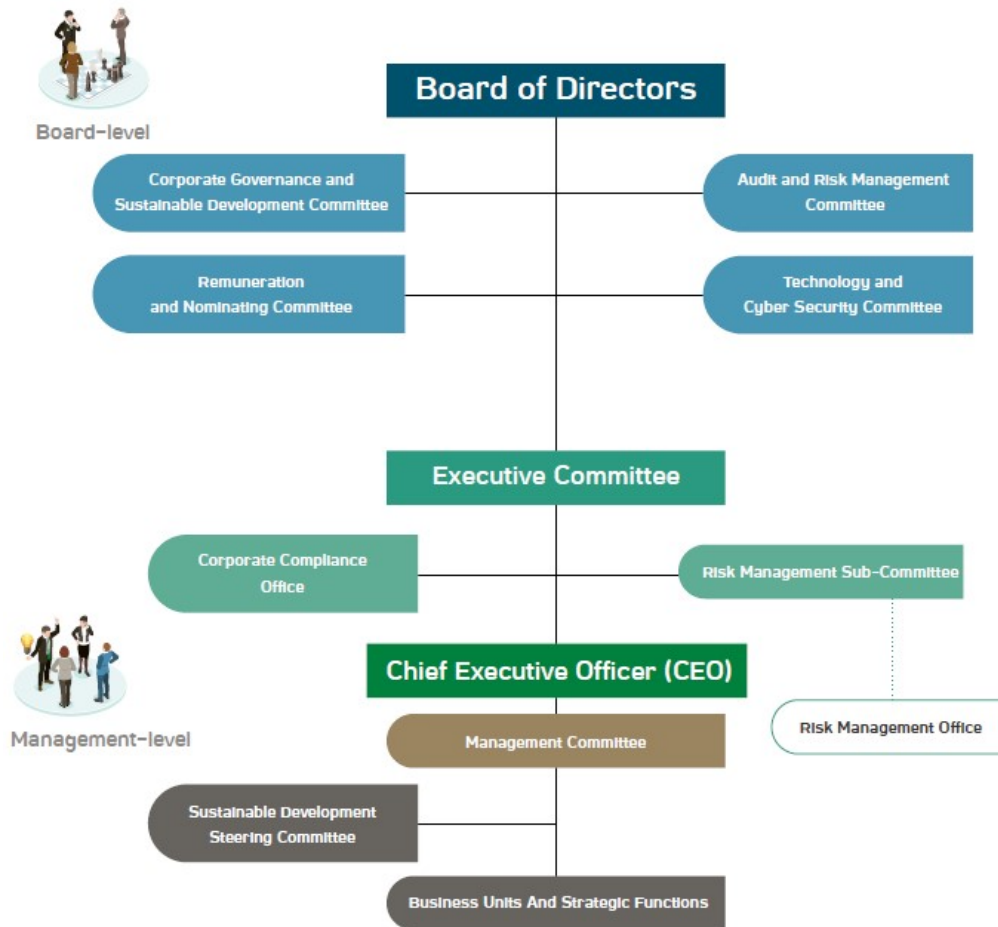 Board of Directors
Board-level
Corporate Governance and
Sustainable Development Committee
Audit and Risk Management
Committee
Remuneration
and Nominating Committee
Technology and
Cyber Security Committee
Executive Committee
Corporate Compliance
Office
Risk Management Sub-Committee
Chief Executive Officer (CEO)
Management-level
Risk Management Office
Management Committee
Sustainable Development
Steering Committee
Business Units And Strategic Functions